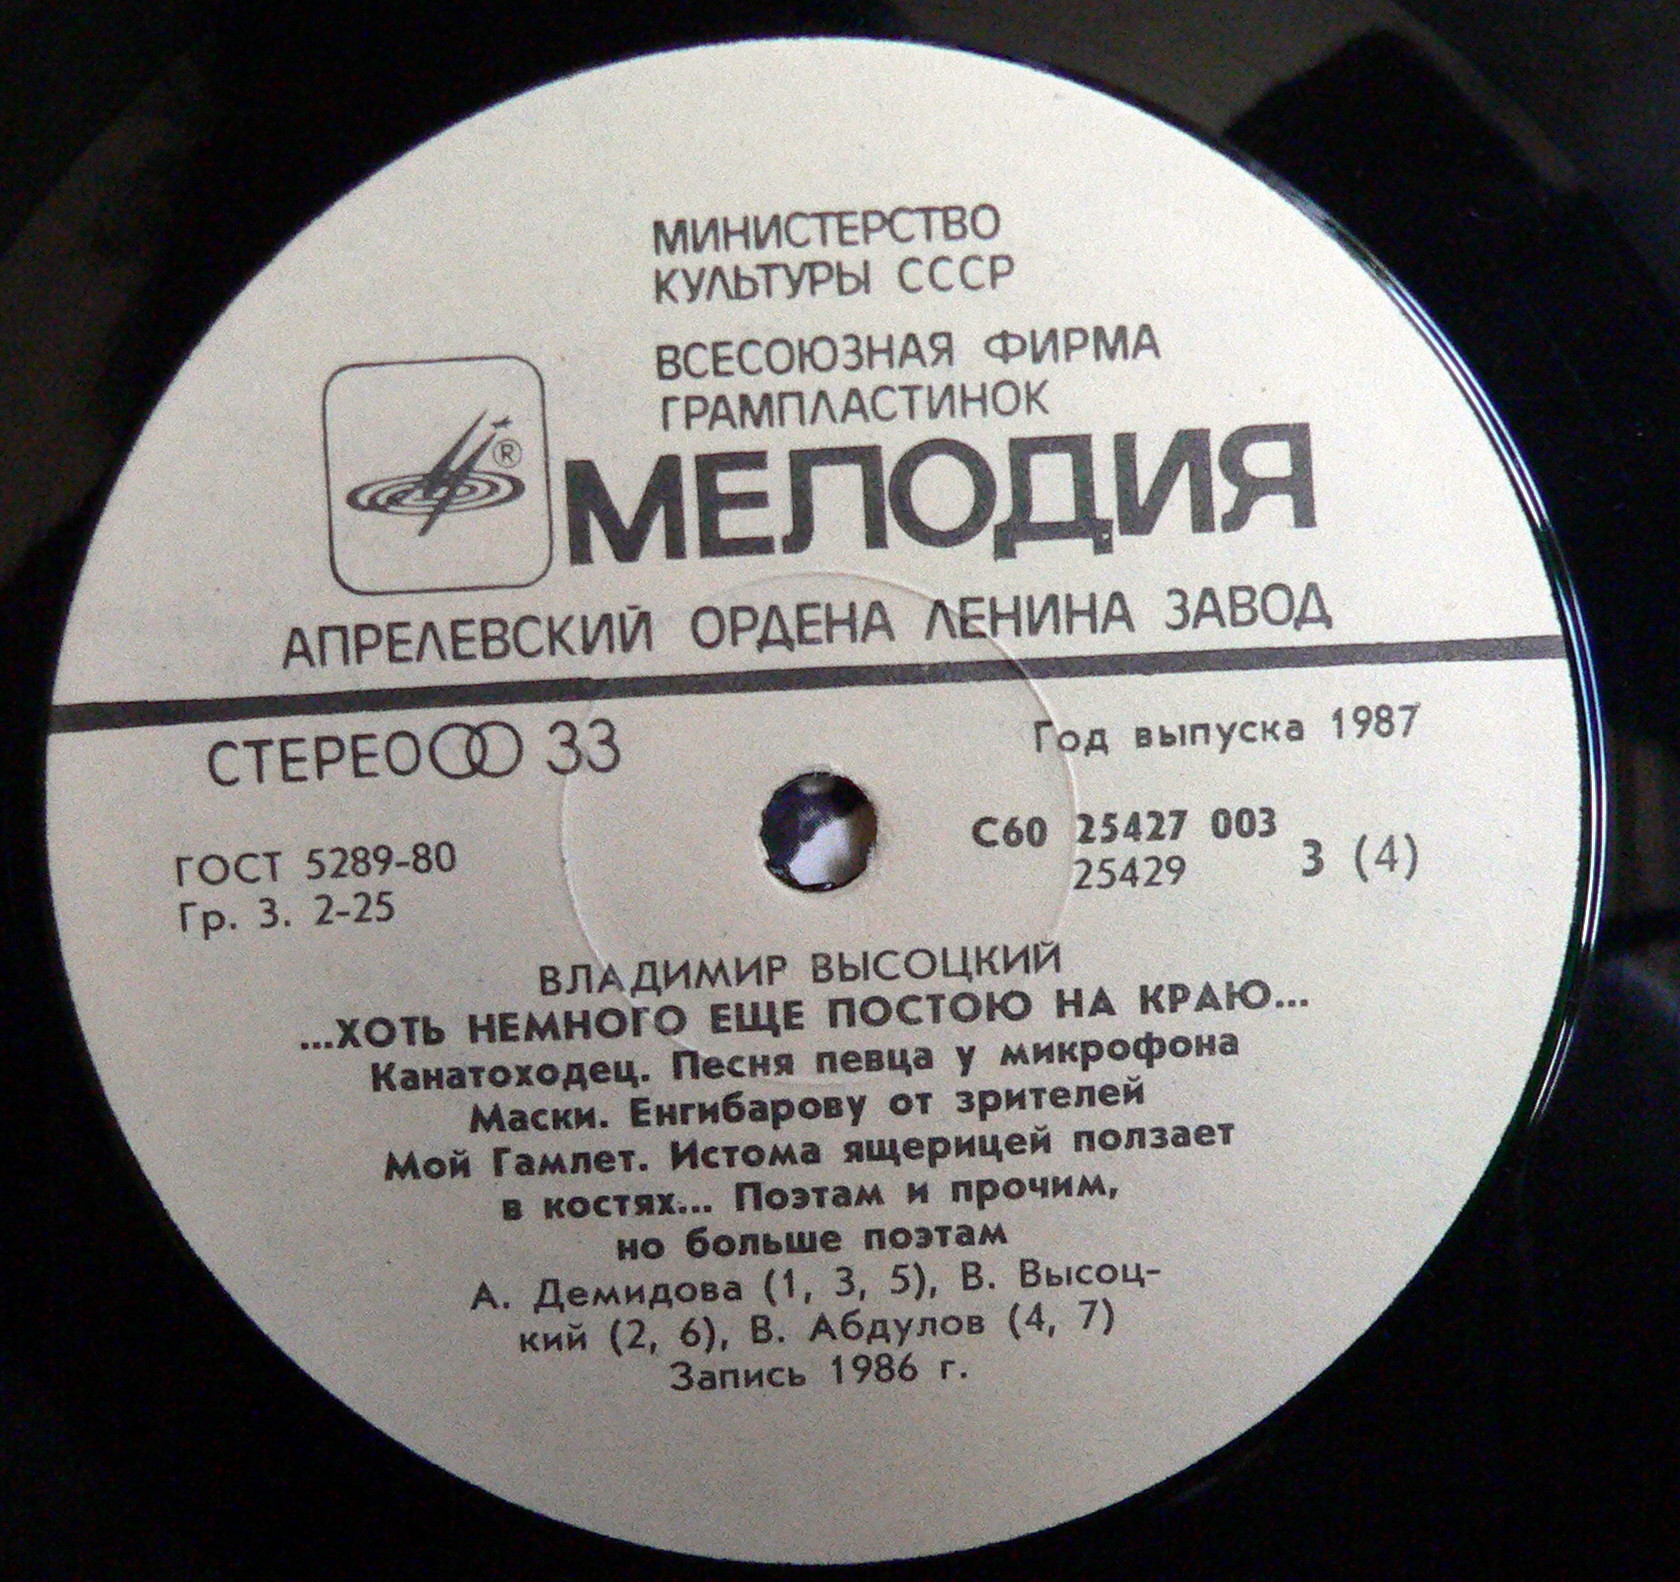 МИНИСТЕРСТВО
КУЛЬТУРЫ СССР
ВСЕСОЮЗНАЯ ФИРМА
ГРАМПЛАСТИНОК
®
МЕЛОДИЯ
АПРЕЛЕВСКИЙ ОРДЕНА ЛЕНИНА ЗАВОД
СТЕРЕО 33
Год выпуска 1987
ГОСТ 5289-80
Гр. 3. 2-25
С60 25427 003
25429
3 (4)
ВЛАДИМИР ВЫСОЦКИЙ
...ХОТЬ НЕМНОГО ЕЩЕ ПОСТОЮ НА КРАЮ...
Канатоходец. Песня певца у микрофона
Маски. Енгибарову от зрителей
Мой Гамлет. Истома ящерицей ползает
в костях... Поэтам и прочим,
но больше поэтам
А. Демидова (1, 3, 5), В. Высоц-
кий (2, 6), В. Абдулов (4, 7)
Запись 1986 г.